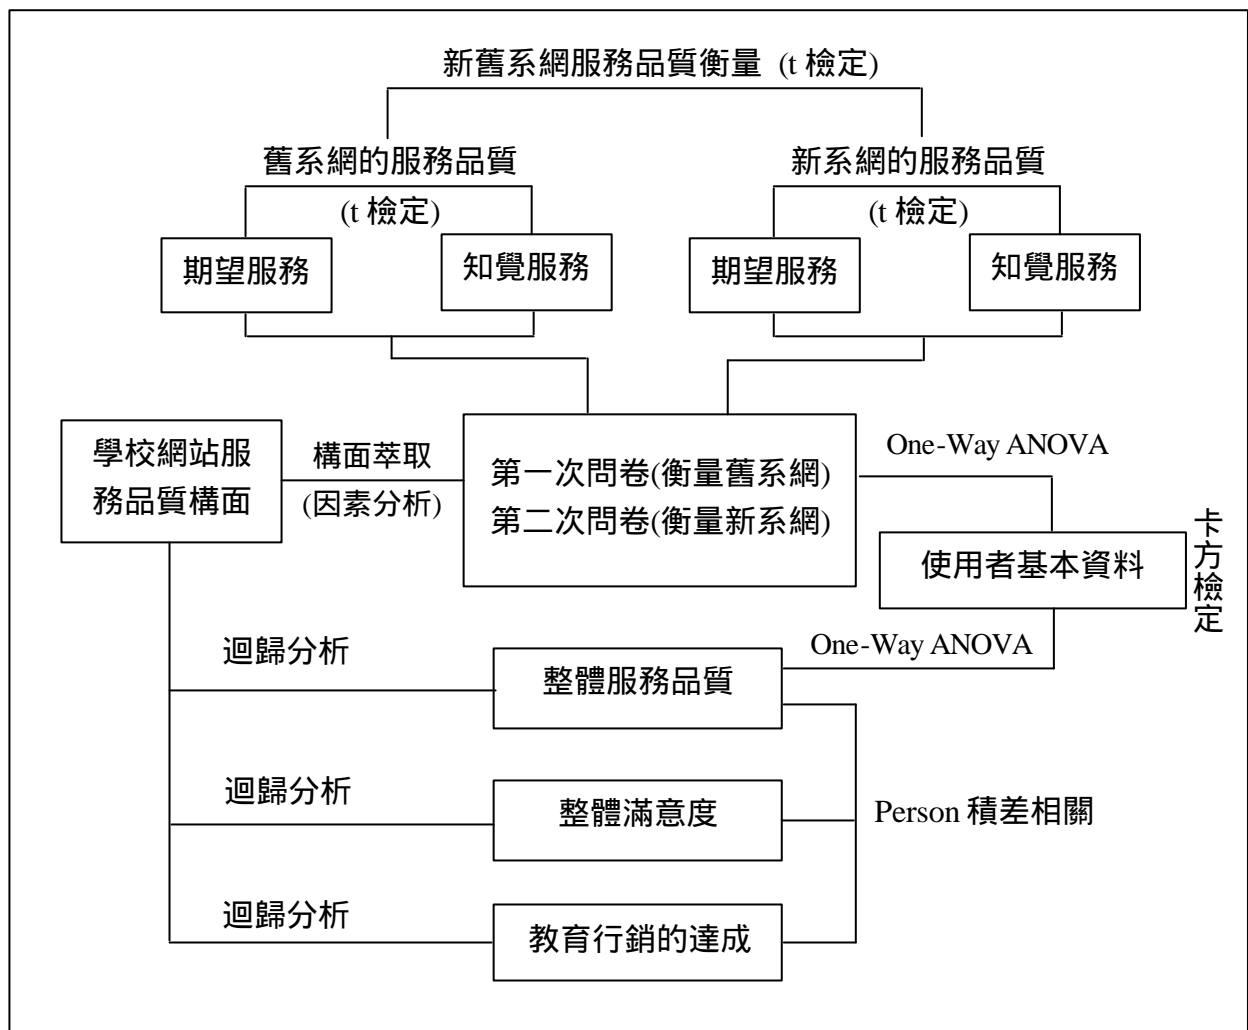 新舊系網服務品質衡量 (t 檢定)
舊系網的服務品質
新系網的服務品質
(t 檢定)
(t 檢定)
期望服務
知覺服務
期望服務
知覺服務
學校網站服
務品質構面
構面萃取
(因素分析)
第一次問卷(衡量舊系網)
第二次問卷(衡量新系網)
One-Way ANOVA
使用者基本資料
卡方檢定
迴歸分析
整體服務品質
One-Way ANOVA
迴歸分析
整體滿意度
Person 積差相關
迴歸分析
教育行銷的達成